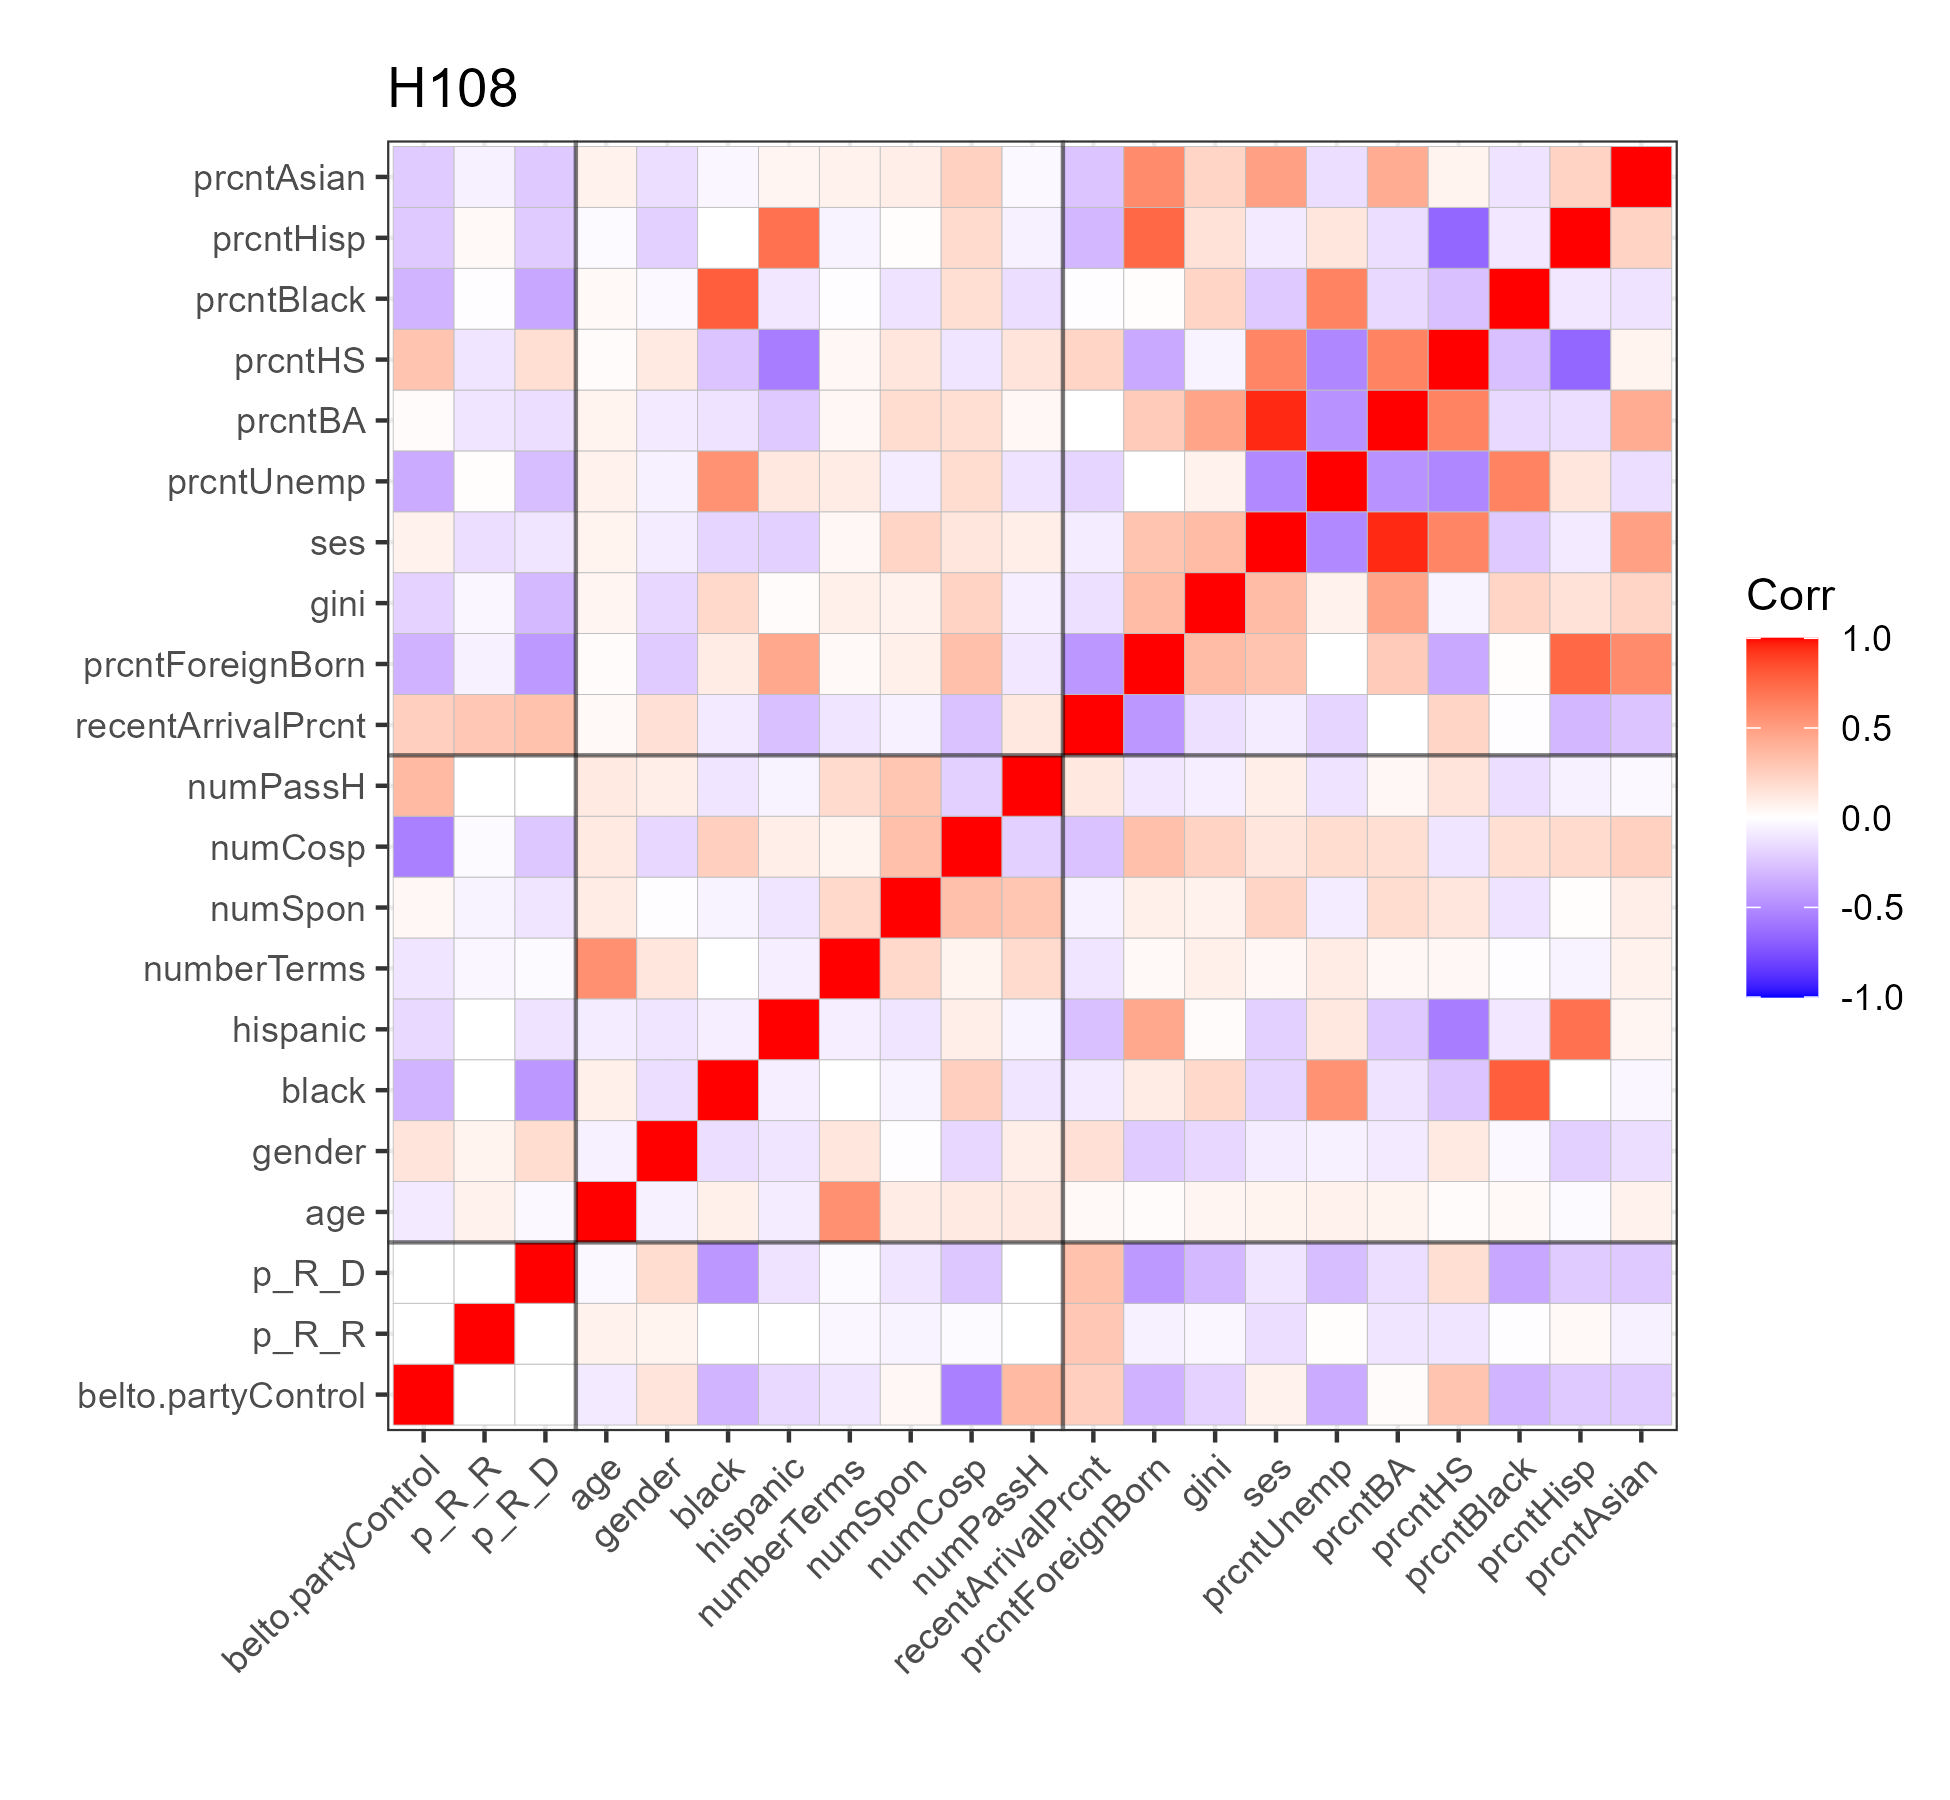 H108
prcntAsian
prcntHisp
prcntBlack
prcntHS
prcntBA
prcntUnemp
ses
gini
prcntForeignBorn
recentArrivalPrcnt
numPassH
numCosp
numSpon
numberTerms
hispanic
black
gender
age
p_R_D
p_R_R
belto.partyControl
belto.partyControl
p_R_R
p_R_D
age
gender
black
hispanic
numberTerms
numSpon
numCosp
numPassH
recentArrivalPrcnt
prcntForeignBorn
gini
ses
prcntUnemp
prcntBA
prcntHS
prcntBlack
prcntHisp
prcntAsian
Corr
1.0
0.5
0.0
-0.5
-1.0